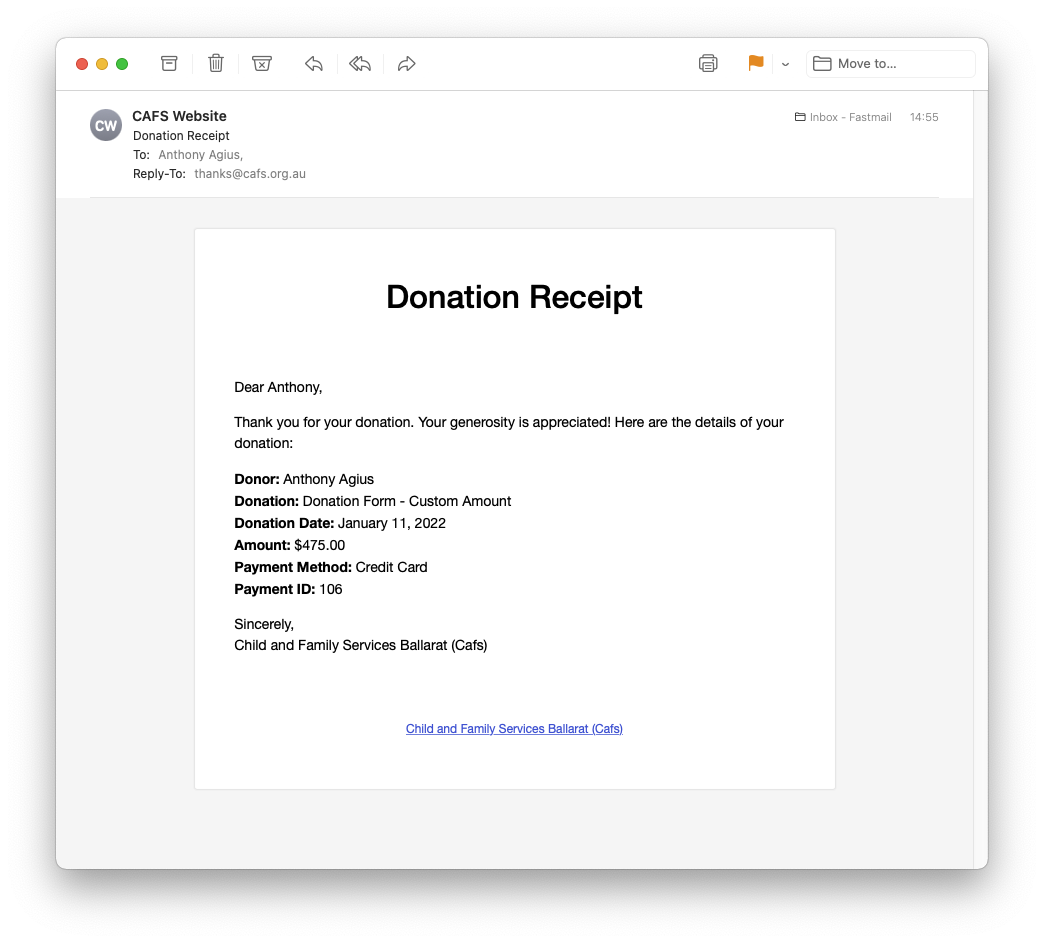 Move to...
CW
CAFS Website
Inbox - Fastmail 14:55
Donation Receipt
To: Anthony Agius,
Reply-To: thanks@cafs.org.au
Donation Receipt
Dear Anthony,
Thank you for your donation. Your generosity is appreciated! Here are the details of your
donation:
Donor: Anthony Agius
Donation: Donation Form - Custom Amount
Donation Date: January 11, 2022
Amount: $475.00
Payment Method: Credit Card
Payment ID: 106
Sincerely,
Child and Family Services Ballarat (Cafs)
Child and Family Services Ballarat (Cafs)